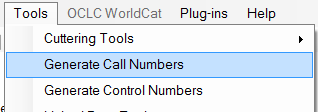 Tools OCLC WorldCat Plug-ins Help
Cuttering Tools
Generate Call Numbers
Generate Control Numbers